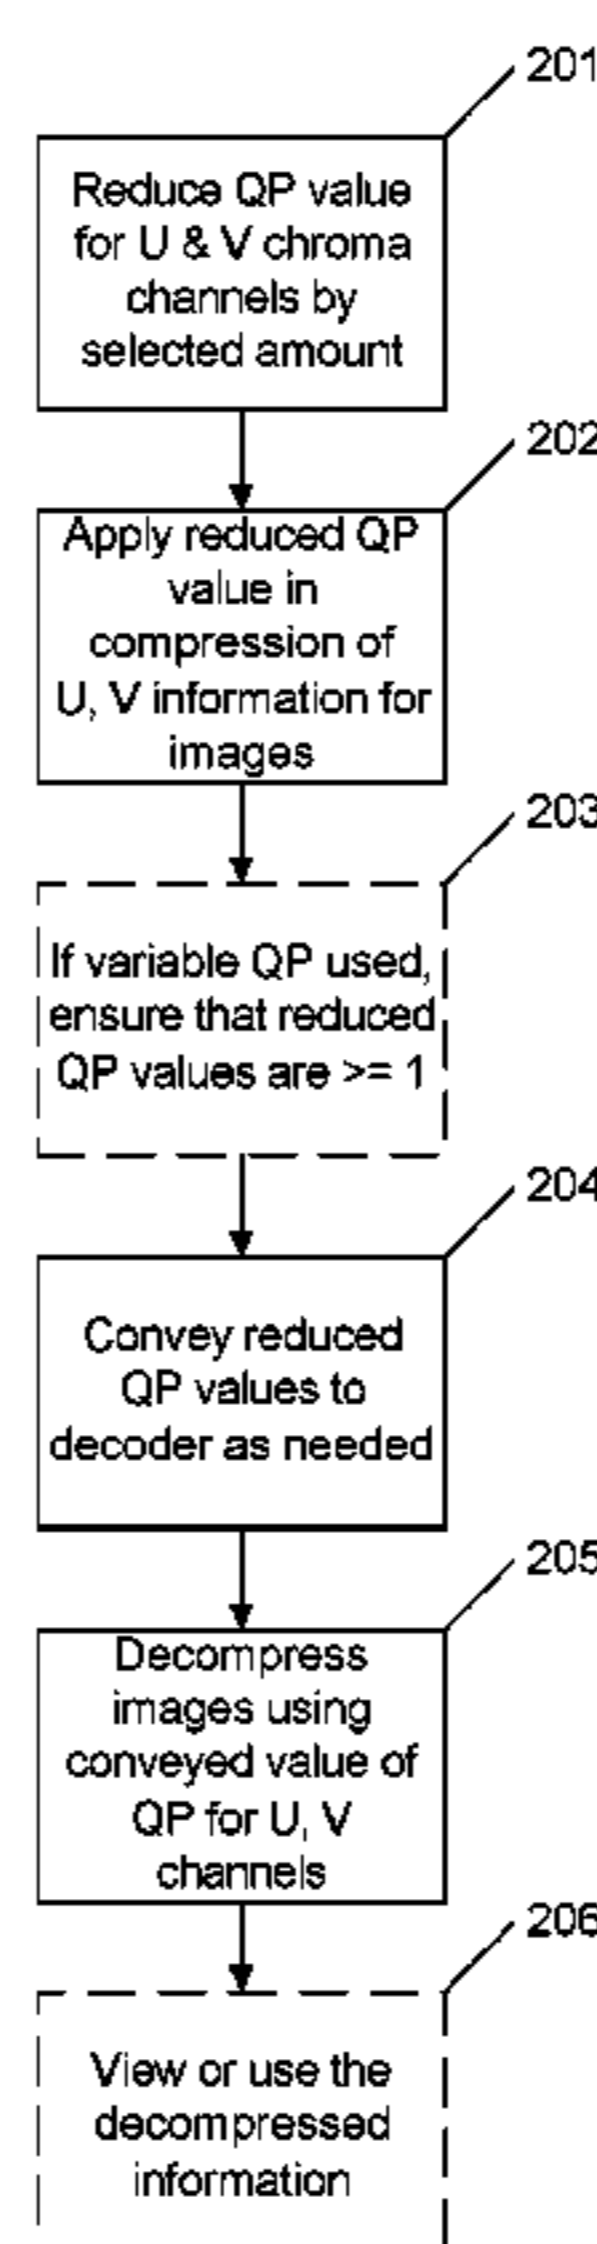 201
Reduce QP value
for U & V chroma
channels by
selected amount
202
Apply reduced QP
value in
compression of
U, V information for
images
203
If variable QP used,
ensure that reduced
QP values are >= 1
204
Convey reduced
QP values to
decoder as needed
205
Decompress
images using
conveyed value of
QP for U, V
channels
206
View or use the
decompressed
information